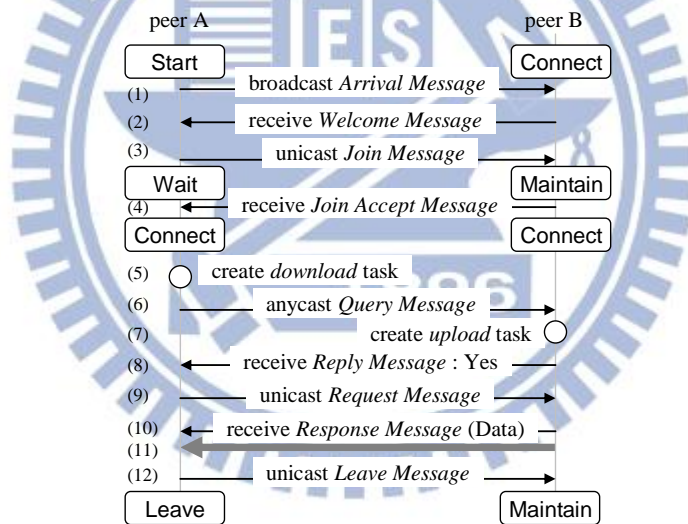 peer A peer B
Start Connect
(1) broadcast Arrival Message
(2) receive Welcome Message
(3) unicast Join Message
Wait Maintain
(4) receive Join Accept Message
Connect Connect
(5) create download task
(6) anycast Query Message
(7) create upload task
(8) receive Reply Message : Yes
(9) unicast Request Message
(10) receive Response Message (Data)
(11)
(12) unicast Leave Message
Leave Maintain
E S
8
1896